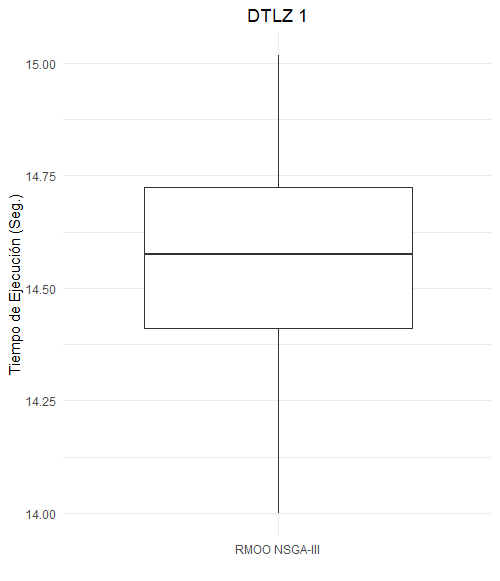 DTLZ 1
Tiempo de Ejecución (Seg.)
15.00
14.75
14.50
14.25
14.00
RMOO NSGA-III